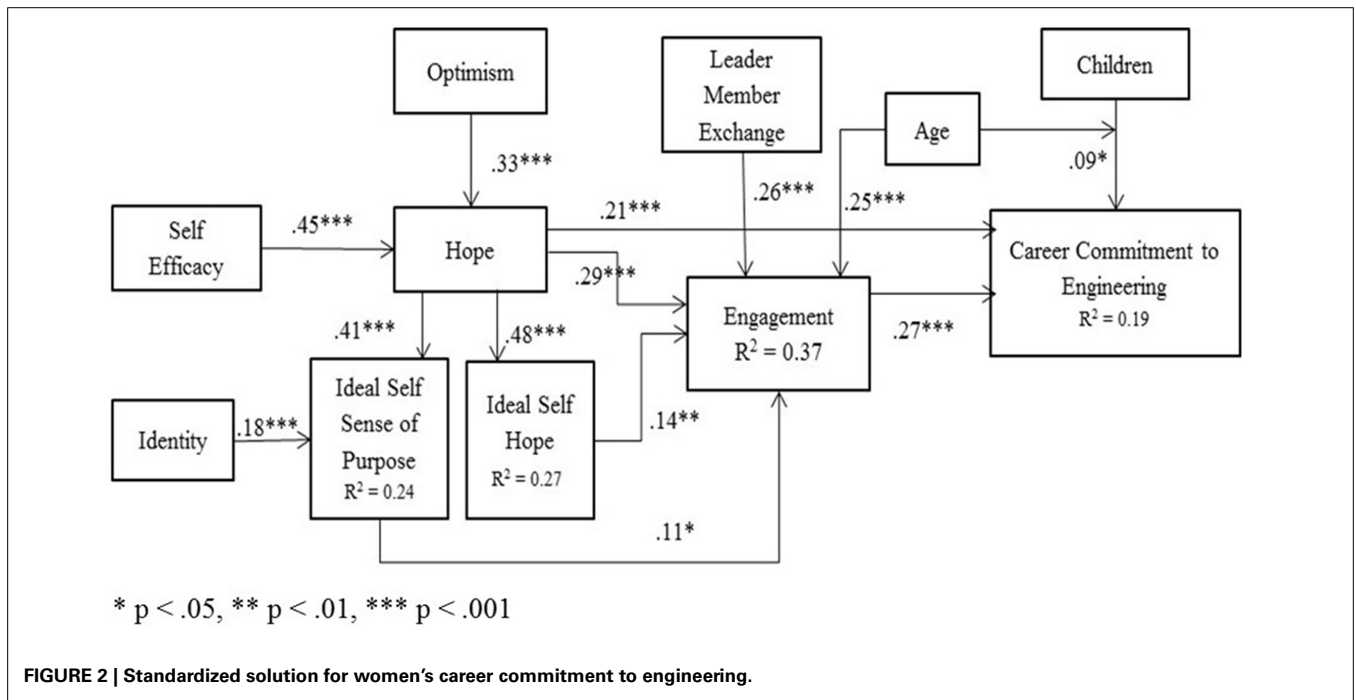 Optimism
Leader
Member
Exchange
Children
Age
.33***
.26***
.25***
.09*
Self
Efficacy
.45***
Hope
.21***
.29***
Career Commitment to
Engineering
R² = 0.19
Engagement
R² = 0.37
.27***
.41***
.48***
Identity
.18***
Ideal Self
Sense of
Purpose
R² = 0.24
Ideal Self
Hope
R² = 0.27
.14**
.11*
* p < .05, ** p < .01, *** p < .001
FIGURE 2 | Standardized solution for women's career commitment to engineering.